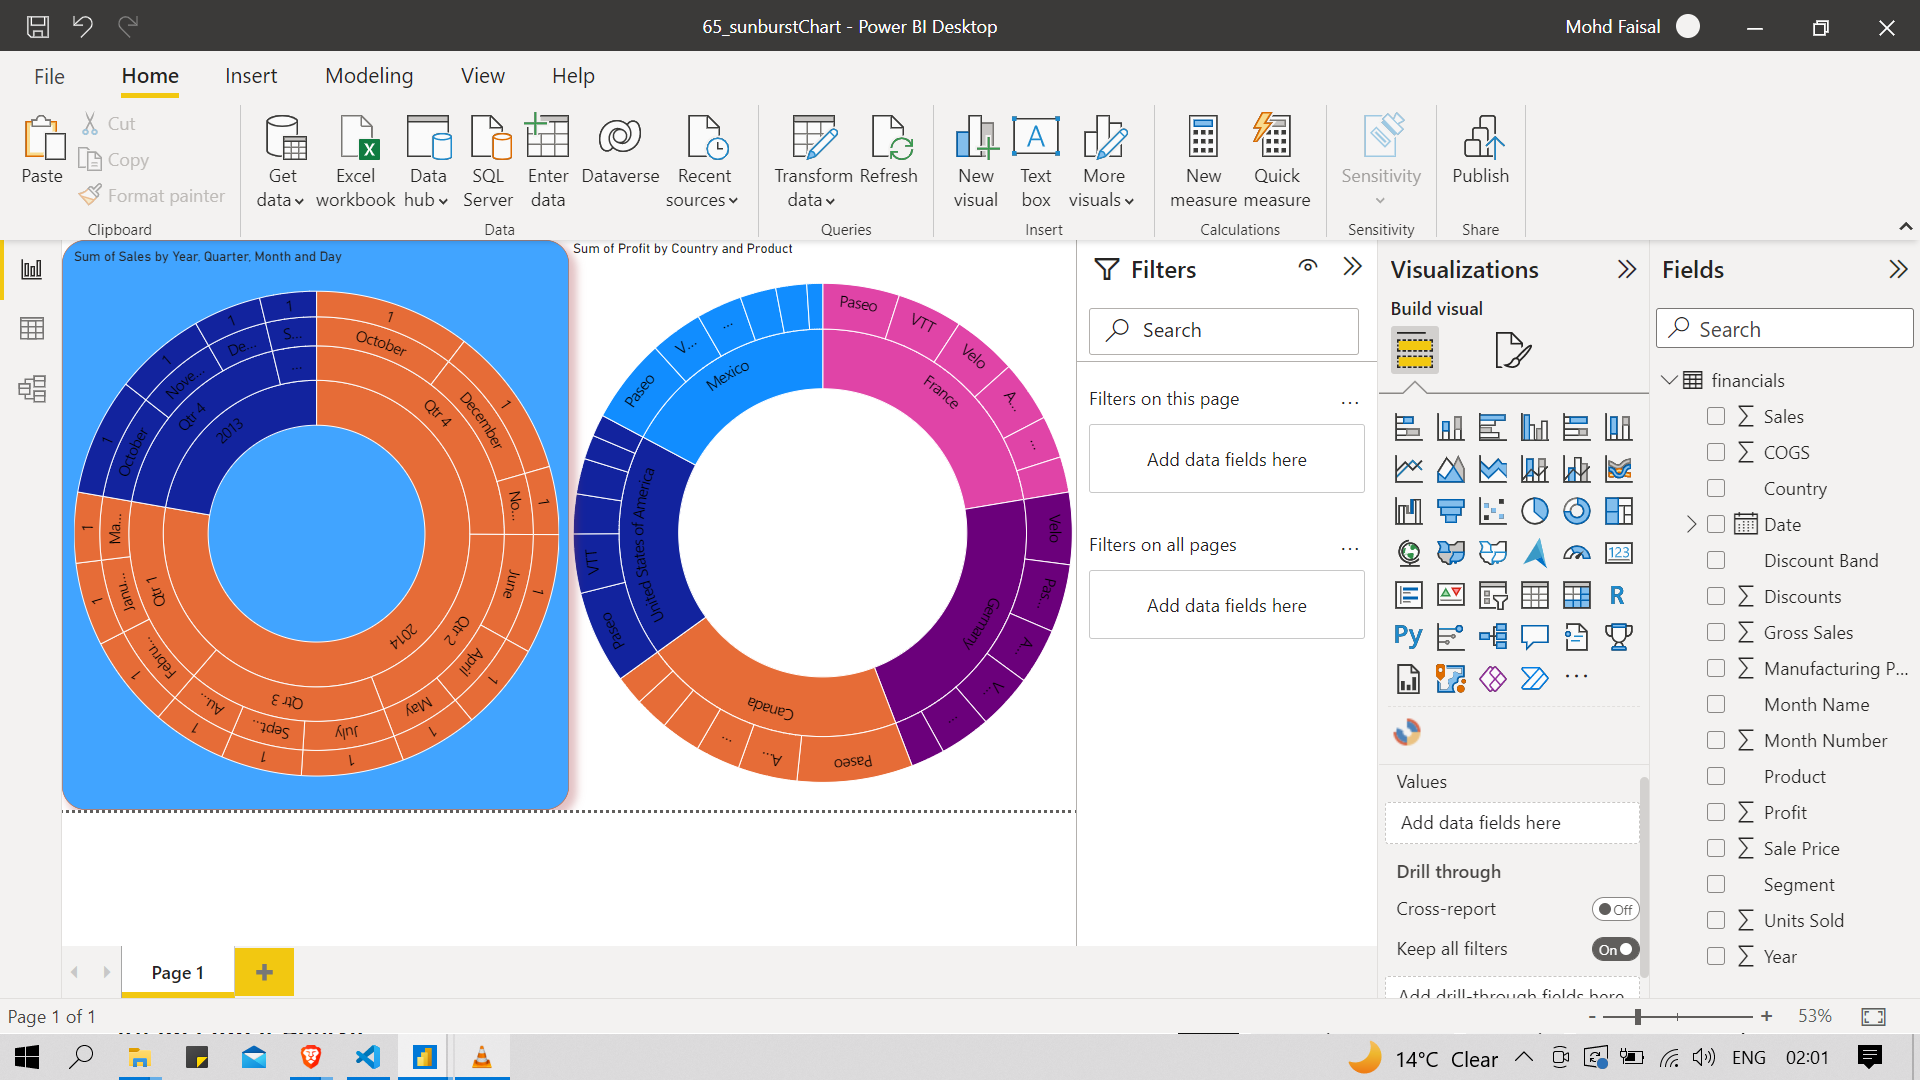 65_sunburstChart - Power BI Desktop
Mohd Faisal
File
Home
Insert
Modeling
View
Help
Paste
Cut
Copy
Format painter
Clipboard
Get data
Excel workbook
Data hub
SQL Server
Enter data
Dataverse
Recent sources
Data
Transform data
Refresh
Queries
New visual
Text box
More visuals
Insert
New measure
Quick measure
Calculations
Sensitivity
Sensitivity
Publish
Share
Sum of Sales by Year, Quarter, Month and Day
2013
Qtr 4
...
October
Nove...
De...
S...
1
1
1
1
2014
Qtr 4
October
December
No...
1
1
1
Qtr 2
June
April
May
1
1
1
Qtr 3
July
Sept...
Au...
1
1
1
Qtr 1
Febru...
Janu...
Ma...
1
1
1
Sum of Profit by Country and Product
France
Paseo
VTT
Velo
A...
...
Germany
Velo
Pas...
A...
V...
...
Canada
Paseo
A...
...
United States of America
Paseo
VTT
Mexico
Paseo
V...
...
Filters
Search
Filters on this page
...
Add data fields here
Filters on all pages
...
Add data fields here
Visualizations
Build visual
123
R
Py
...
Values
Add data fields here
Drill through
Cross-report
Off
Keep all filters
On
Add drill-through fields here
Fields
Search
financials
Sales
COGS
Country
Date
Discount Band
Discounts
Gross Sales
Manufacturing P...
Month Name
Month Number
Product
Profit
Sale Price
Segment
Units Sold
Year
Page 1
Page 1 of 1
- + 53%
14°C Clear
ENG
02:01